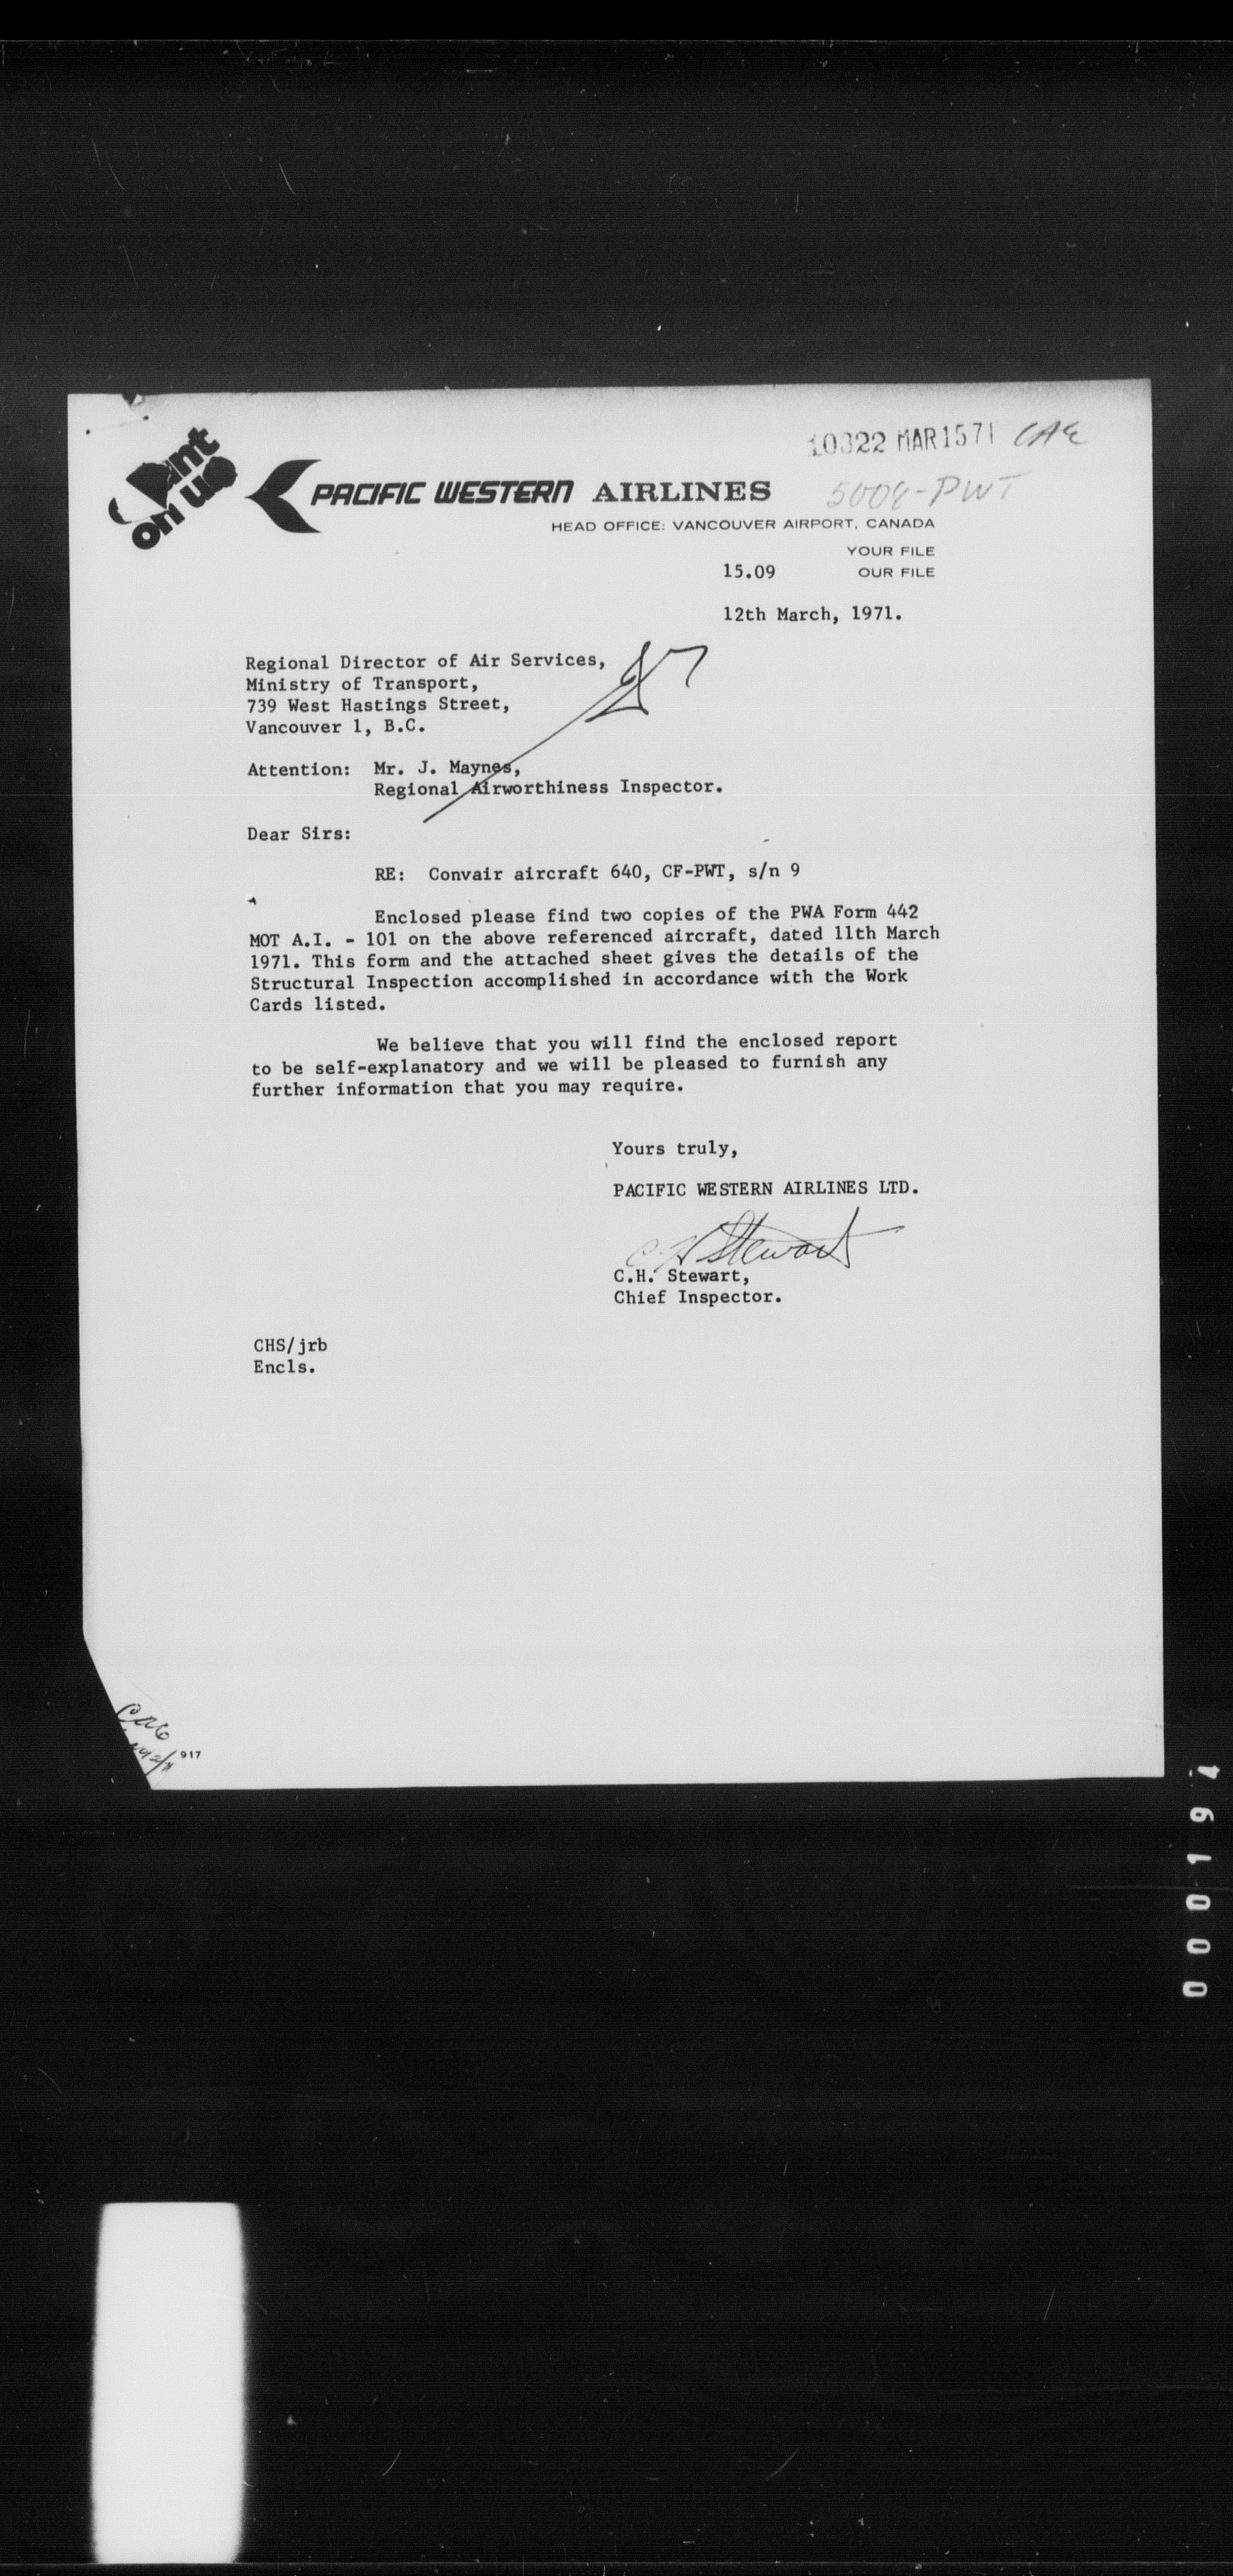 10322 MAR 15 71 CAE
on us
PACIFIC WESTERN AIRLINES
5008-PWT
HEAD OFFICE: VANCOUVER AIRPORT, CANADA
YOUR FILE
15.09 OUR FILE
12th March, 1971.
Regional Director of Air Services,
Ministry of Transport,
739 West Hastings Street,
Vancouver 1, B.C.
Attention: Mr. J. Maynes,
Regional Airworthiness Inspector.
Dear Sirs:
RE: Convair aircraft 640, CF-PWT, s/n 9
Enclosed please find two copies of the PWA Form 442
MOT A.I. - 101 on the above referenced aircraft, dated 11th March
1971. This form and the attached sheet gives the details of the
Structural Inspection accomplished in accordance with the Work
Cards listed.
We believe that you will find the enclosed report
to be self-explanatory and we will be pleased to furnish any
further information that you may require.
Yours truly,
PACIFIC WESTERN AIRLINES LTD.
C H Stewart
C.H. Stewart,
Chief Inspector.
CHS/jrb
Encls.
917
000194